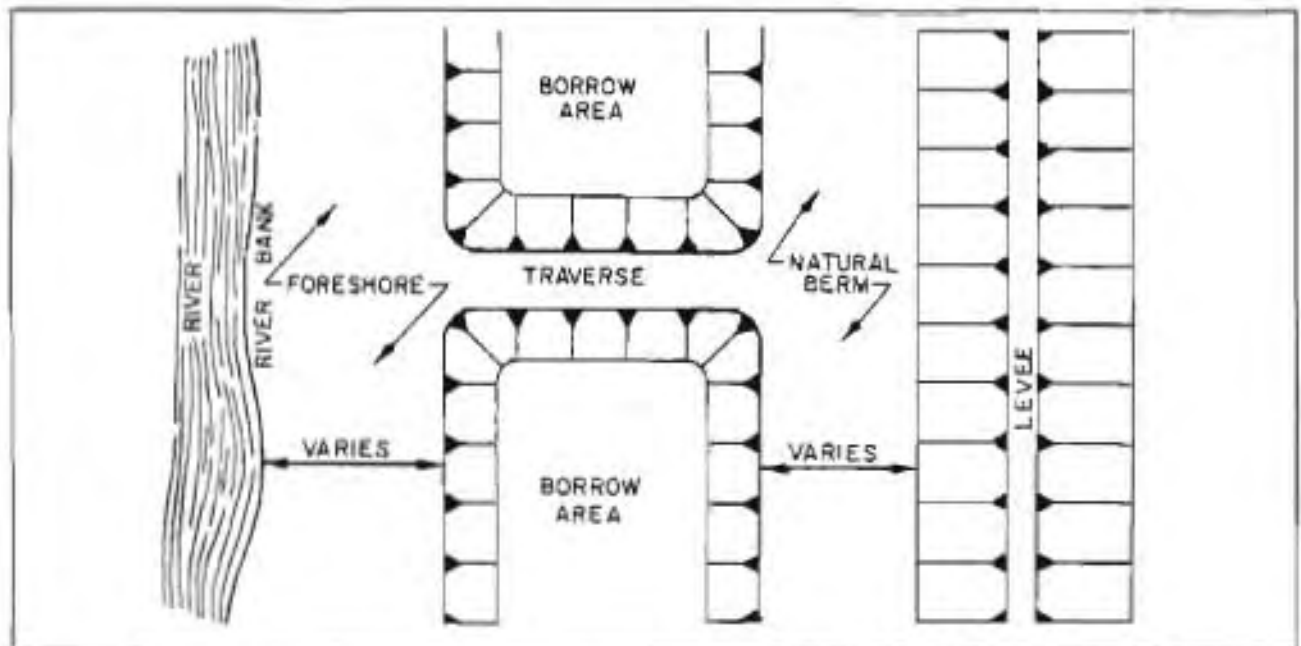 BORROW
AREA
RIVER
RIVER BANK
FORESHORE
TRAVERSE
NATURAL
BERM
LEVEE
VARIES
VARIES
BORROW
AREA